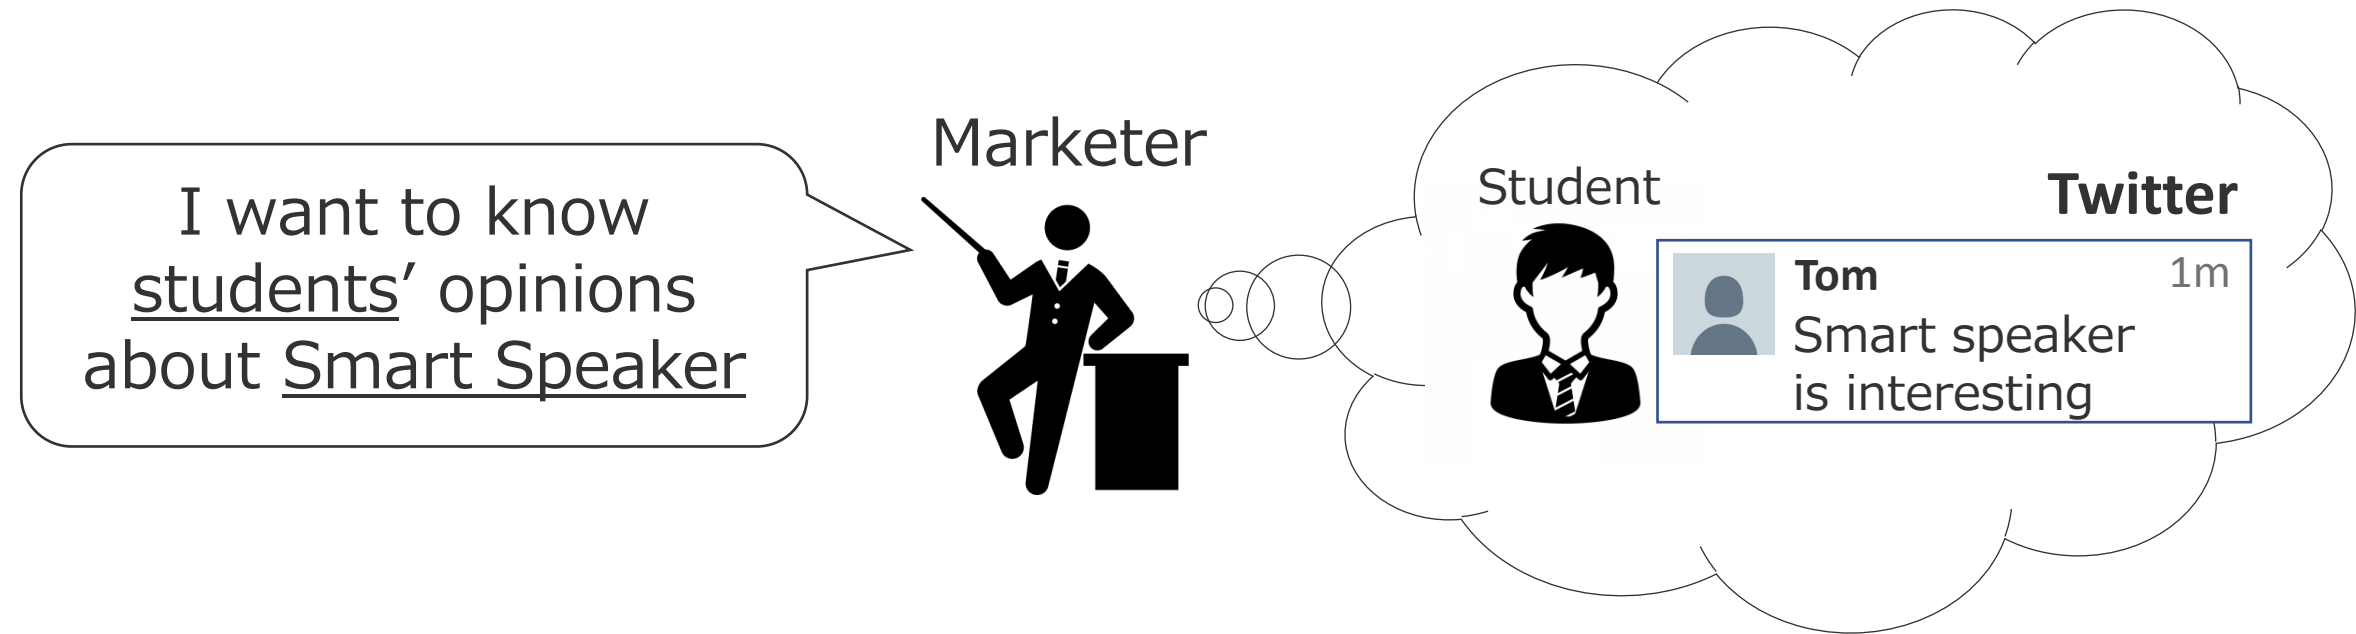 I want to know
students’ opinions
about Smart Speaker
Marketer
Student
Twitter
Tom 1m
Smart speaker
is interesting